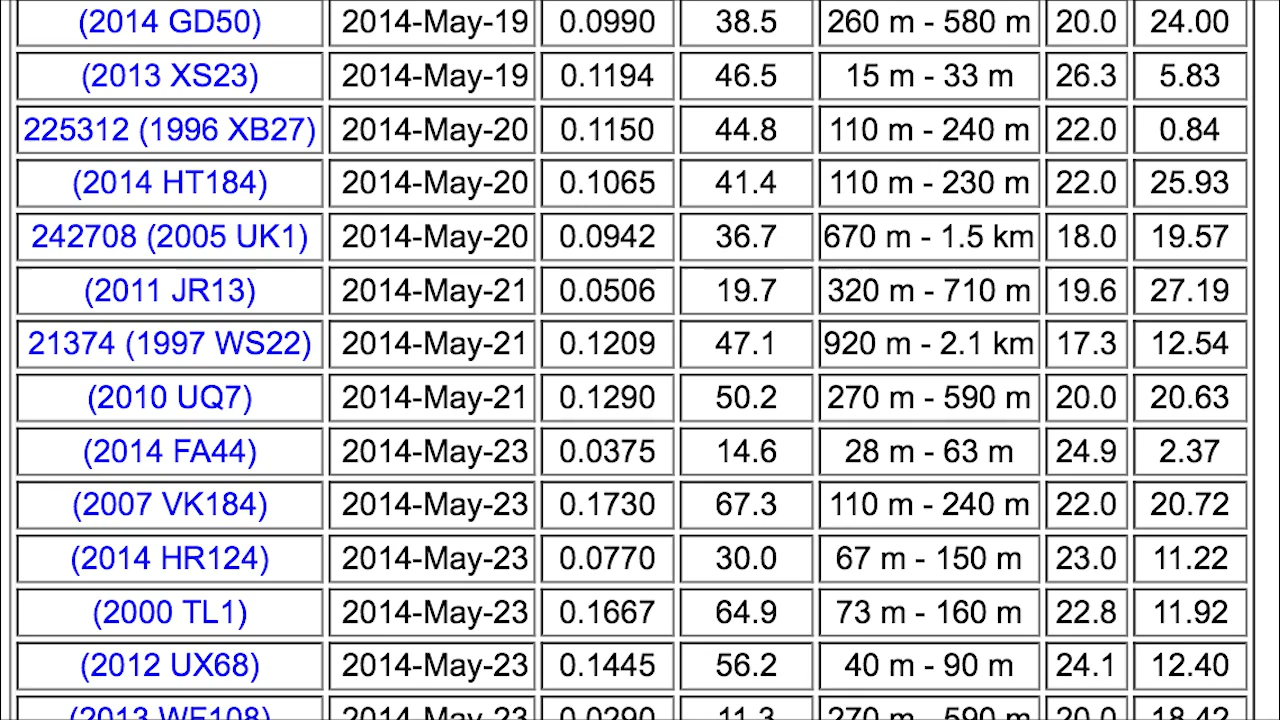 (2014 GD50) 2014-May-19 0.0990 38.5 260 m - 580 m 20.0 24.00
(2013 XS23) 2014-May-19 0.1194 46.5 15 m - 33 m 26.3 5.83
225312 (1996 XB27) 2014-May-20 0.1150 44.8 110 m - 240 m 22.0 0.84
(2014 HT184) 2014-May-20 0.1065 41.4 110 m - 230 m 22.0 25.93
242708 (2005 UK1) 2014-May-20 0.0942 36.7 670 m - 1.5 km 18.0 19.57
(2011 JR13) 2014-May-21 0.0506 19.7 320 m - 710 m 19.6 27.19
21374 (1997 WS22) 2014-May-21 0.1209 47.1 920 m - 2.1 km 17.3 12.54
(2010 UQ7) 2014-May-21 0.1290 50.2 270 m - 590 m 20.0 20.63
(2014 FA44) 2014-May-23 0.0375 14.6 28 m - 63 m 24.9 2.37
(2007 VK184) 2014-May-23 0.1730 67.3 110 m - 240 m 22.0 20.72
(2014 HR124) 2014-May-23 0.0770 30.0 67 m - 150 m 23.0 11.22
(2000 TL1) 2014-May-23 0.1667 64.9 73 m - 160 m 22.8 11.92
(2012 UX68) 2014-May-23 0.1445 56.2 40 m - 90 m 24.1 12.40
(2013 WF108) 2014-May-23 0.0290 11.3 270 m - 590 m 20.0 18.42